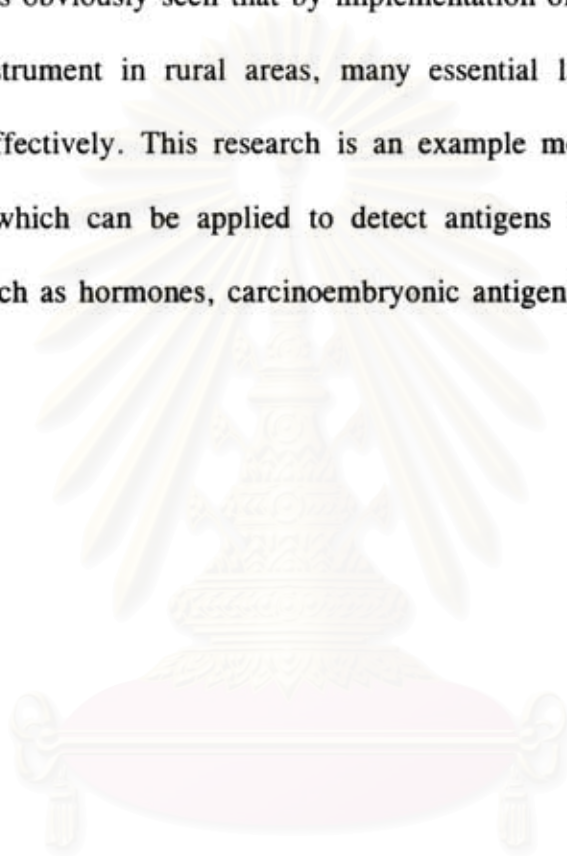 s obviously seen that by implementation o
strument in rural areas, many essential l
ffectively. This research is an example m
which can be applied to detect antigens
ch as hormones, carcinoembryonic antigen